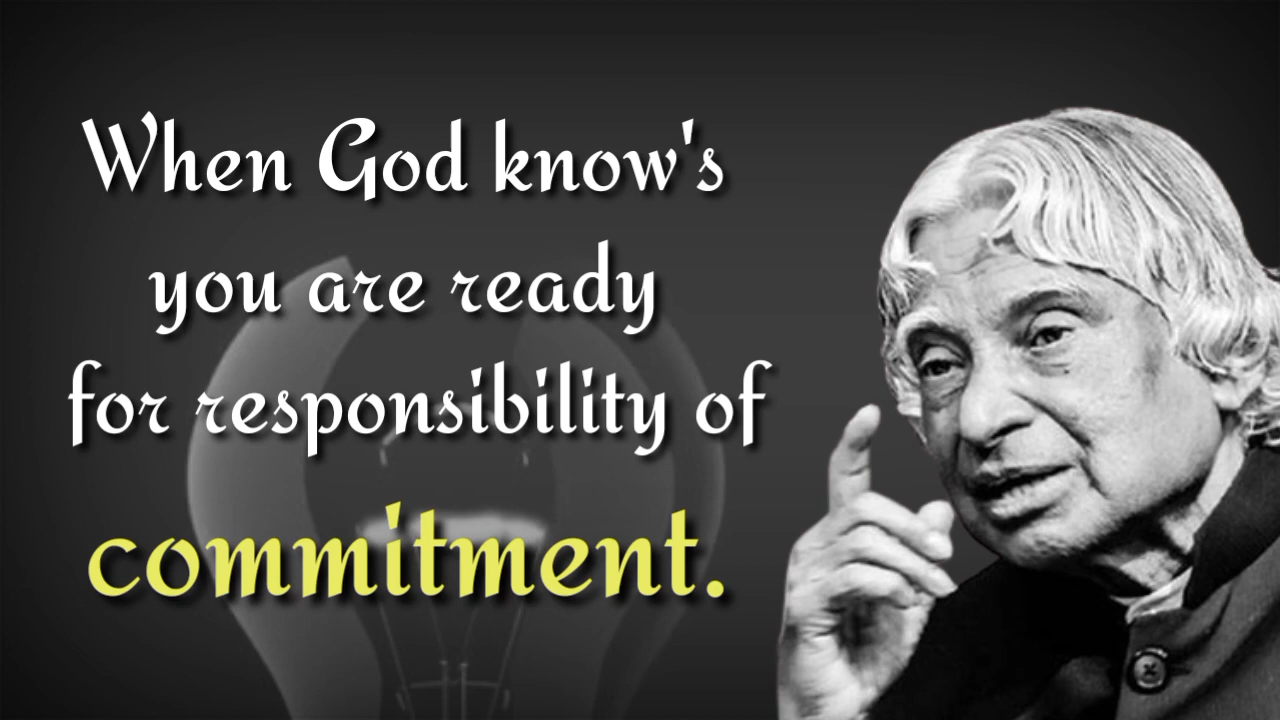 When God know's
you are ready
for responsibility of
commitment.